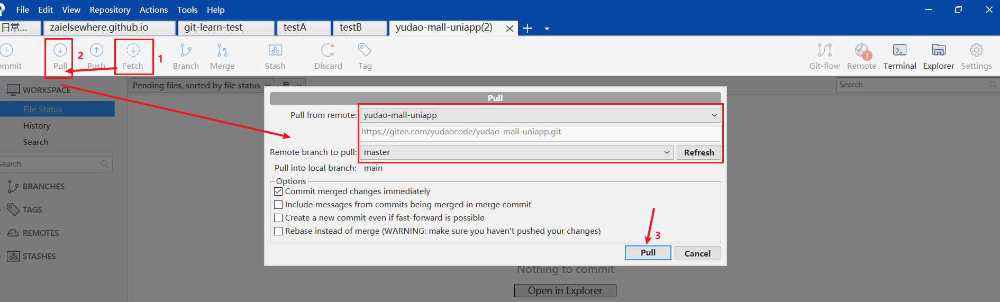 File Edit View Repository Actions Tools Help
日常... zaielsewhere.github.io git-learn-test testA testB yudao-mall-uniapp(2)
ommit Pull 2 Push Fetch 1 Branch Merge Stash Discard Tag Git-flow Remote Terminal Explorer Settings
WORKSPACE
File Status
History
Search
Search
BRANCHES
TAGS
REMOTES
STASHES
Pending files, sorted by file status
Search
Pull
Pull from remote: yudao-mall-uniapp
https://gitee.com/yudaocode/yudao-mall-uniapp.git
Remote branch to pull: master Refresh
Pull into local branch: main
Options
Commit merged changes immediately
Include messages from commits being merged in merge commit
Create a new commit even if fast-forward is possible
Rebase instead of merge (WARNING: make sure you haven't pushed your changes)
3
Pull Cancel
Nothing to commit
Open in Explorer